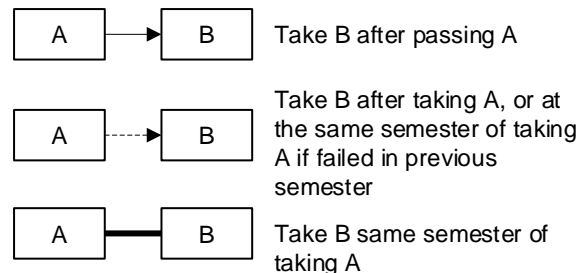 A B Take B after passing A
A B Take B after taking A, or at
the same semester of taking
A if failed in previous
semester
A B Take B same semester of
taking A